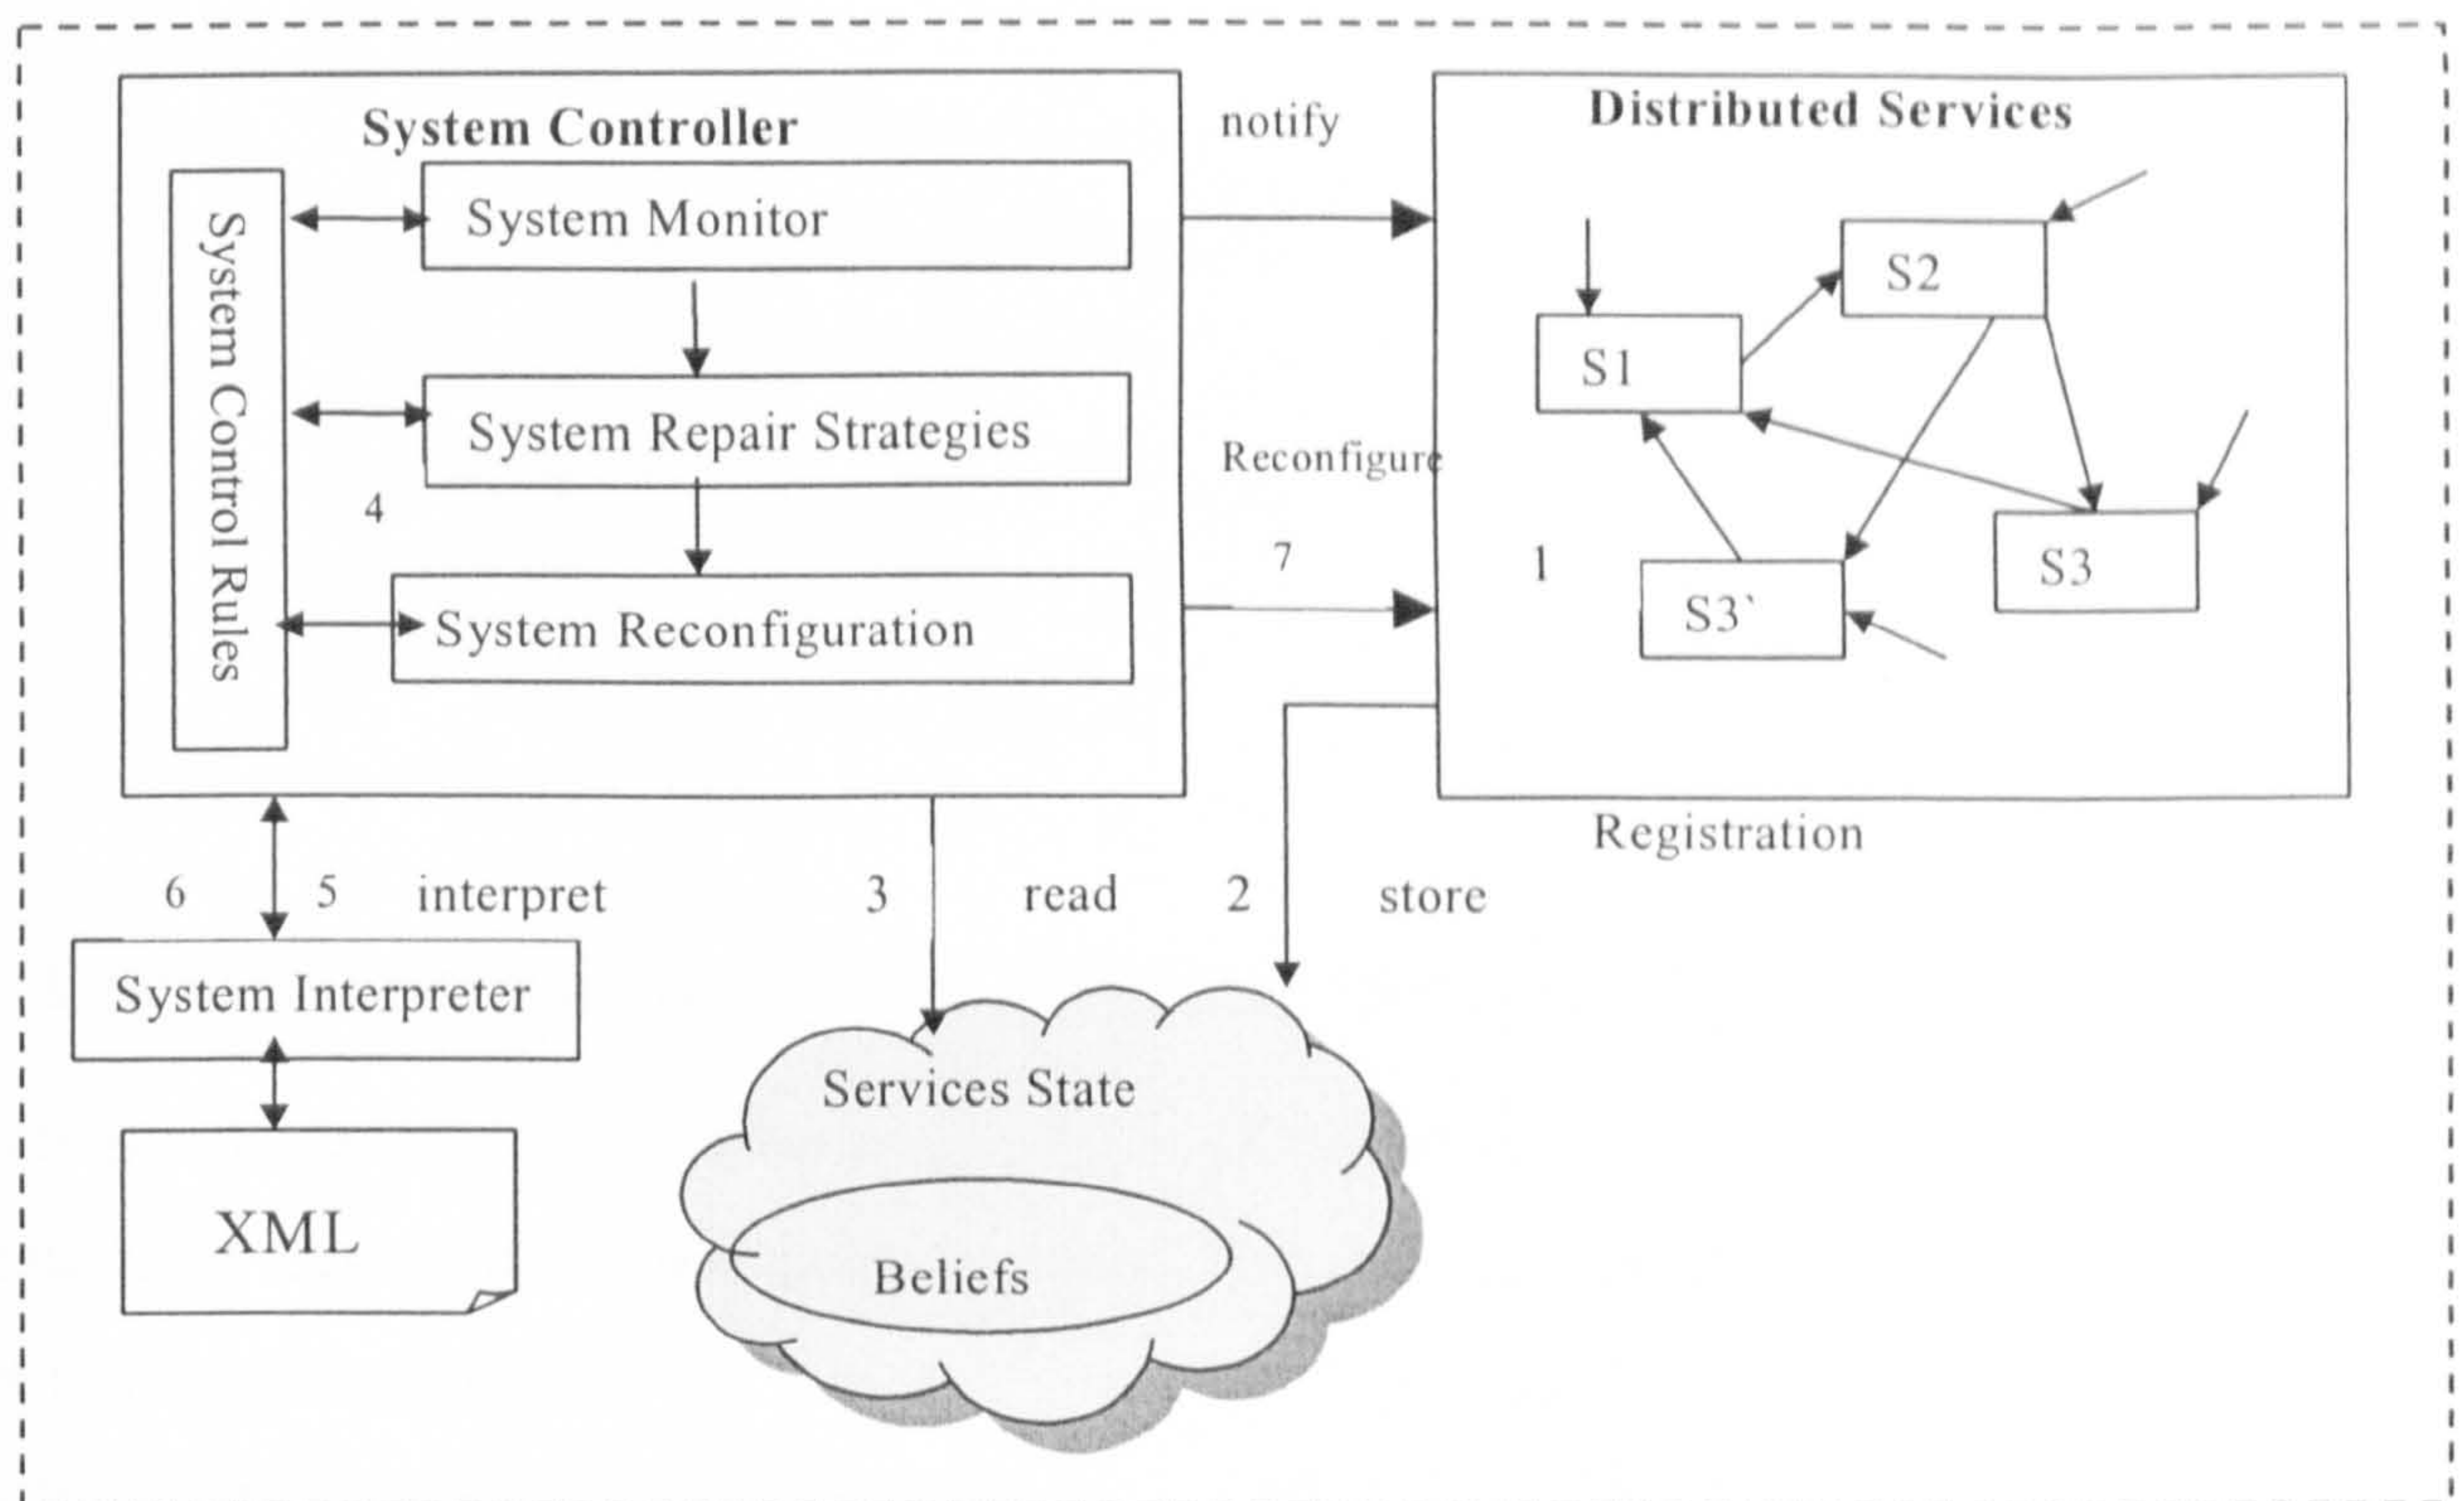 System Controller
notify
Distributed Services
System Control Rules
System Monitor
S2
S1
System Repair Strategies
Reconfigure
4
7
1
S3
S3`
System Reconfiguration
Registration
6
5
interpret
3
read
2
store
System Interpreter
Services State
XML
Beliefs